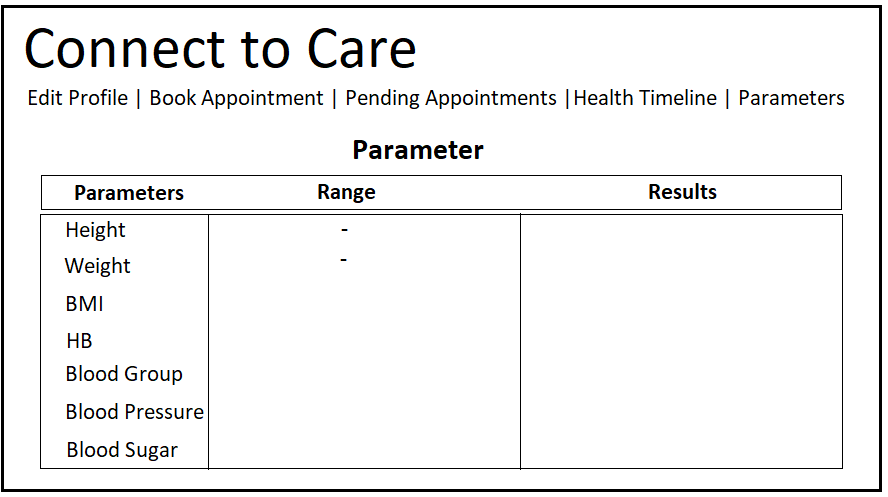 Connect to Care
Edit Profile | Book Appointment | Pending Appointments |Health Timeline | Parameters
Parameter
Parameters Range Results
Height -
Weight -
BMI
HB
Blood Group
Blood Pressure
Blood Sugar